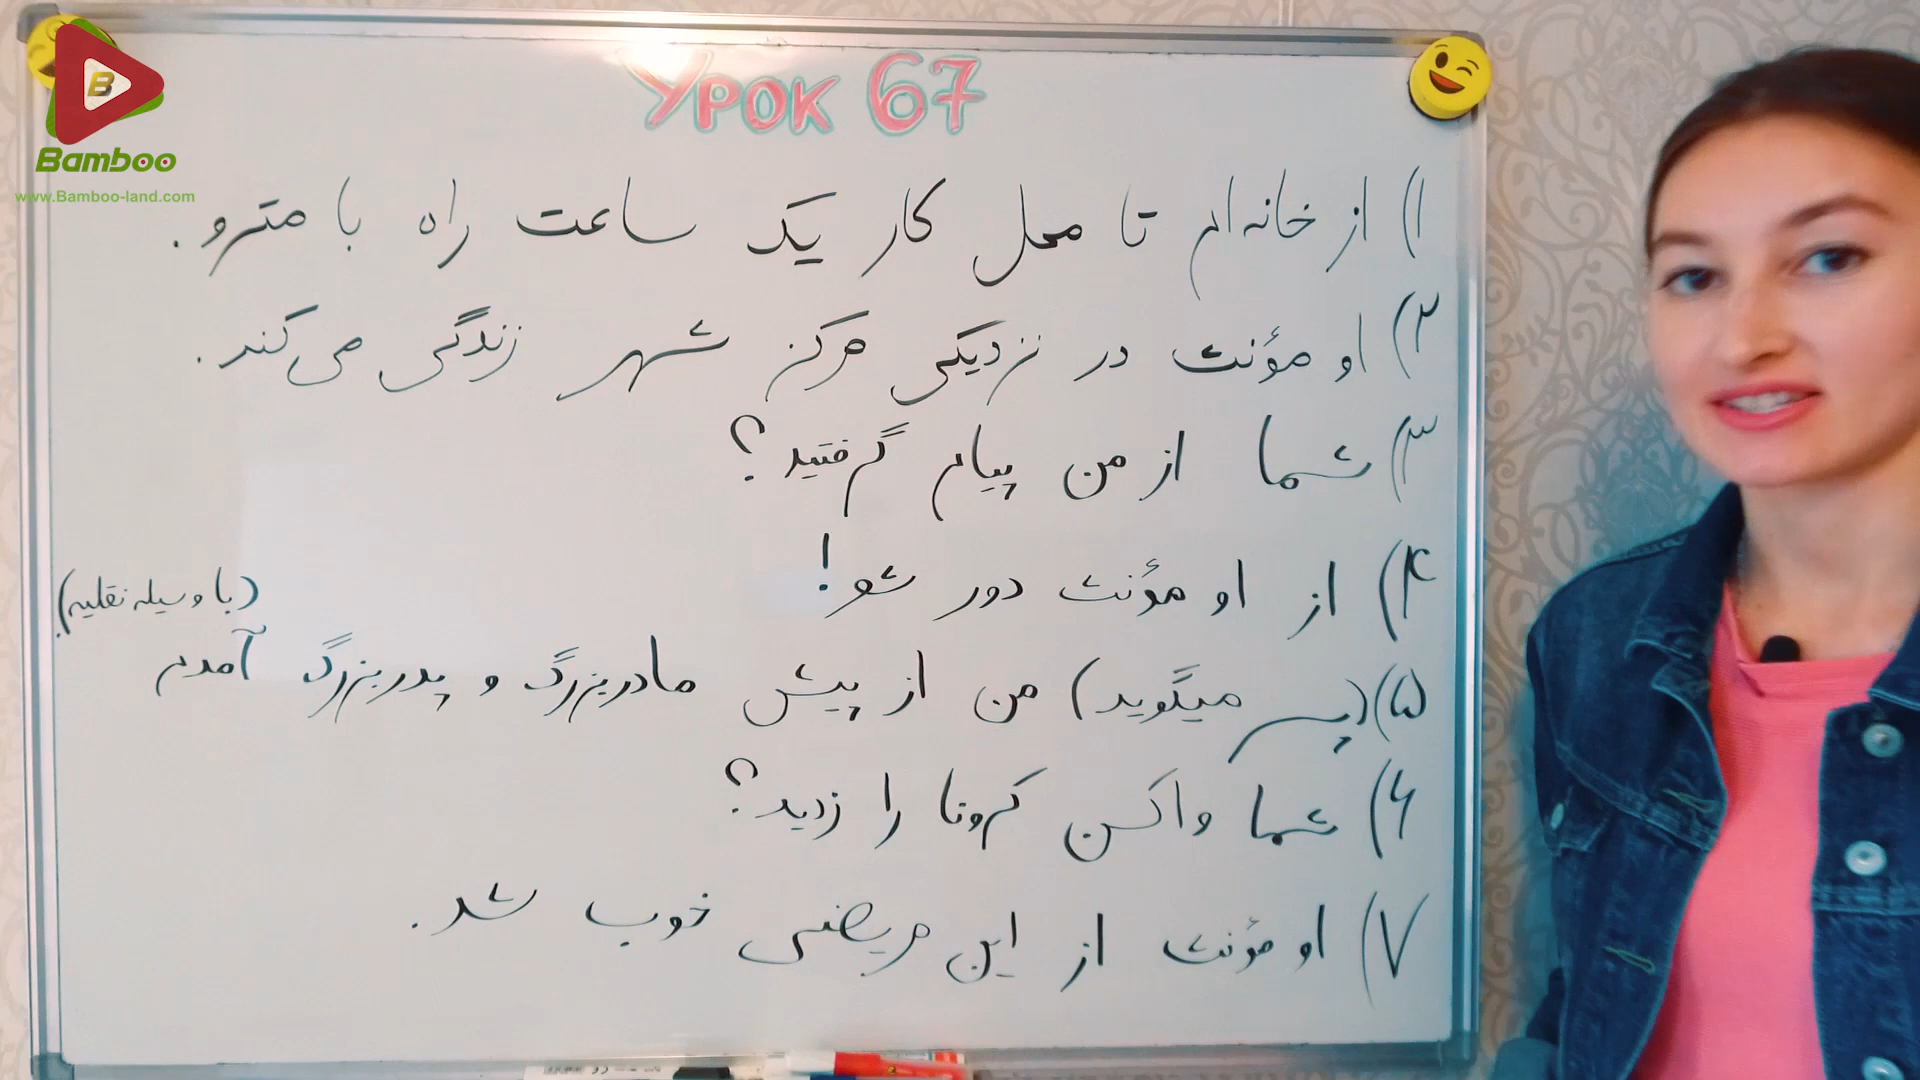 B
Bamboo
www.Bamboo-land.com
Урок 67
۱) از خانه‌ام تا محل کار یک ساعت راه با مترو.
۲) او مؤنث در نزدیکی مرکز شهر زندگی می‌کند.
۳) شما از من پیام گرفتید؟
۴) از او مؤنث دور شو!
(با وسیله نقلیه)
۵) (پسر میگوید) من از پیش مادربزرگ و پدربزرگ آمدم
۶) شما واکسن کرونا را زدید؟
۷) او مؤنث از این مریضی خوب شد.